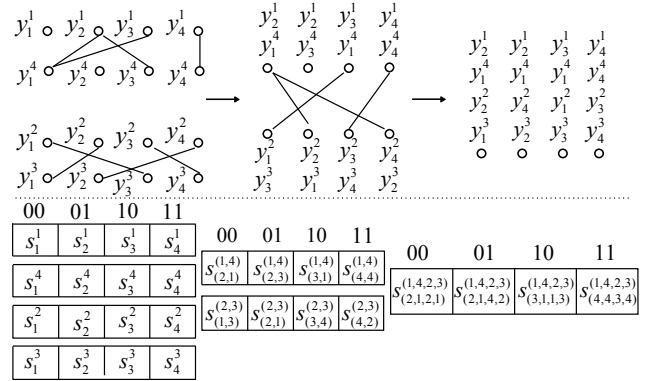 y_1^1 y_2^1 y_3^1 y_4^1
y_1^4 y_2^4 y_3^4 y_4^4
y_1^2 y_2^2 y_3^2 y_4^2
y_1^3 y_2^3 y_3^3 y_4^3
y_2^1 y_2^1 y_3^1 y_4^1
y_1^4 y_3^4 y_1^4 y_4^4
y_1^2 y_2^2 y_3^2 y_4^2
y_3^3 y_1^3 y_4^3 y_2^3
y_2^1 y_2^1 y_3^1 y_4^1
y_1^4 y_1^4 y_1^4 y_4^4
y_2^2 y_4^2 y_1^2 y_3^2
y_1^3 y_2^3 y_3^3 y_4^3
00 01 10 11
s_1^1 s_2^1 s_3^1 s_4^1
s_1^4 s_2^4 s_3^4 s_4^4
s_1^2 s_2^2 s_3^2 s_4^2
s_1^3 s_2^3 s_3^3 s_4^3
00 01 10 11
s_{(2,1)}^{(1,4)} s_{(2,3)}^{(1,4)} s_{(3,1)}^{(1,4)} s_{(4,4)}^{(1,4)}
s_{(1,3)}^{(2,3)} s_{(2,1)}^{(2,3)} s_{(3,4)}^{(2,3)} s_{(4,2)}^{(2,3)}
00 01 10 11
s_{(2,1,2,1)}^{(1,4,2,3)} s_{(2,1,4,2)}^{(1,4,2,3)} s_{(3,1,1,3)}^{(1,4,2,3)} s_{(4,4,3,4)}^{(1,4,2,3)}